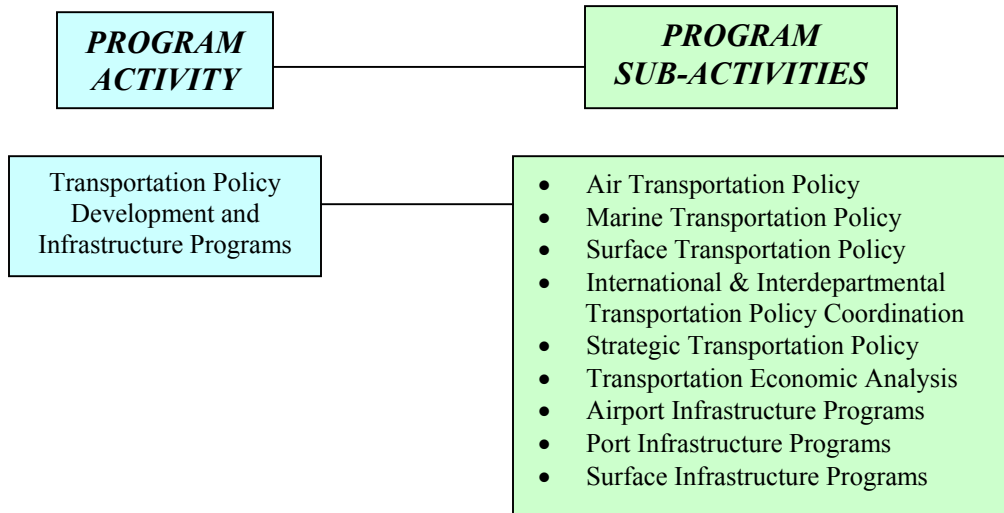 PROGRAM
ACTIVITY
PROGRAM
SUB-ACTIVITIES
Transportation Policy
Development and
Infrastructure Programs
• Air Transportation Policy
• Marine Transportation Policy
• Surface Transportation Policy
• International & Interdepartmental
Transportation Policy Coordination
• Strategic Transportation Policy
• Transportation Economic Analysis
• Airport Infrastructure Programs
• Port Infrastructure Programs
• Surface Infrastructure Programs